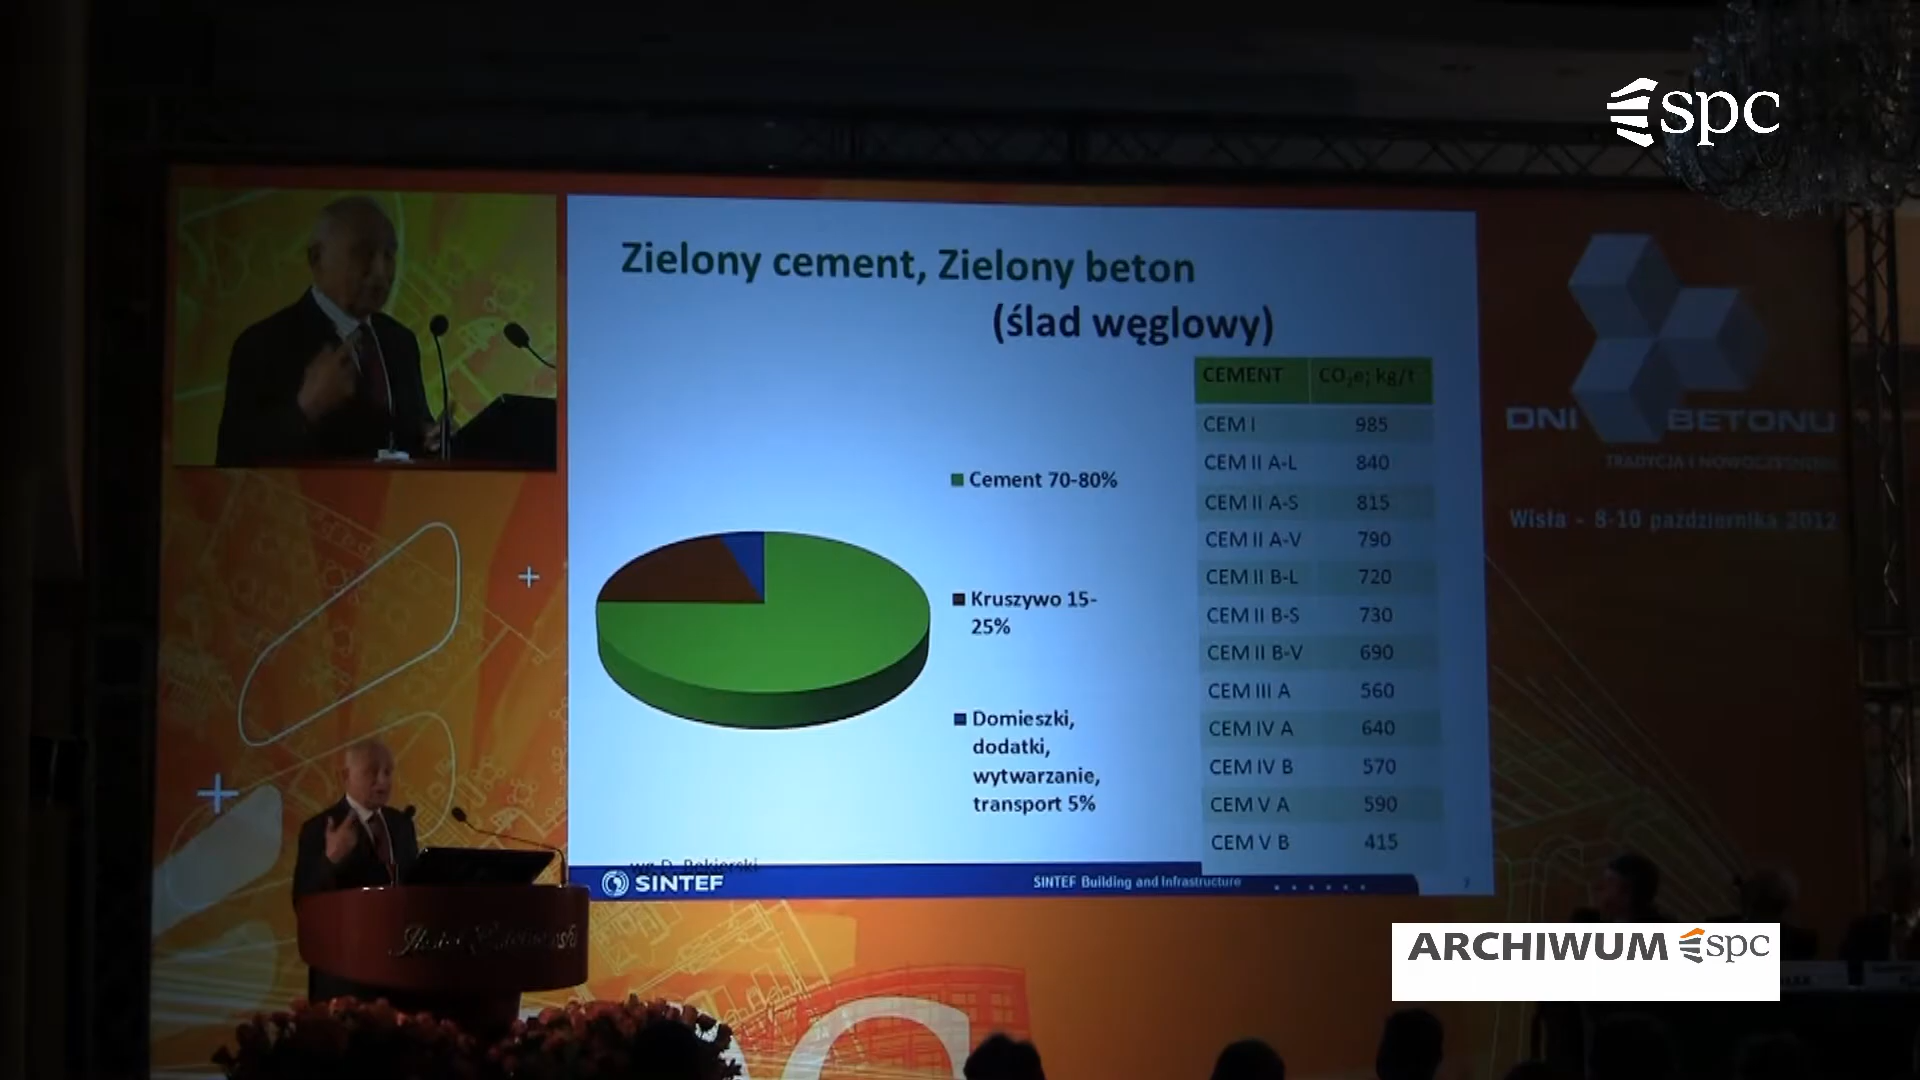 spc
Zielony cement, Zielony beton
(ślad węglowy)
CEMENT CO₂e; kg/t
CEM I 985
CEM II A-L 840
CEM II A-S 815
CEM II A-V 790
CEM II B-L 720
CEM II B-S 730
CEM II B-V 690
CEM III A 560
CEM IV A 640
CEM IV B 570
CEM V A 590
CEM V B 415
Cement 70-80%
Kruszywo 15-
25%
Domieszki,
dodatki,
wytwarzanie,
transport 5%
SINTEF
SINTEF Building and Infrastructure
DNI BETONU
TRADYCJA I NOWOCZESNOŚĆ
Wisła - 8-10 października 2012
ARCHIWUM spc